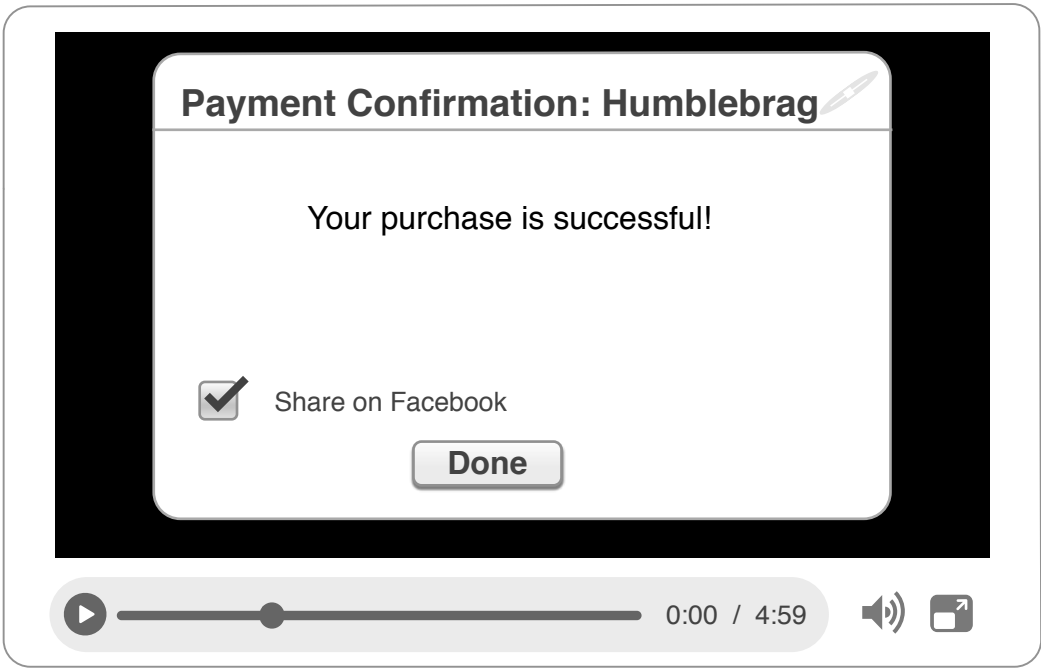 Payment Confirmation: Humblebrag
Your purchase is successful!
Share on Facebook
Done
0:00 / 4:59